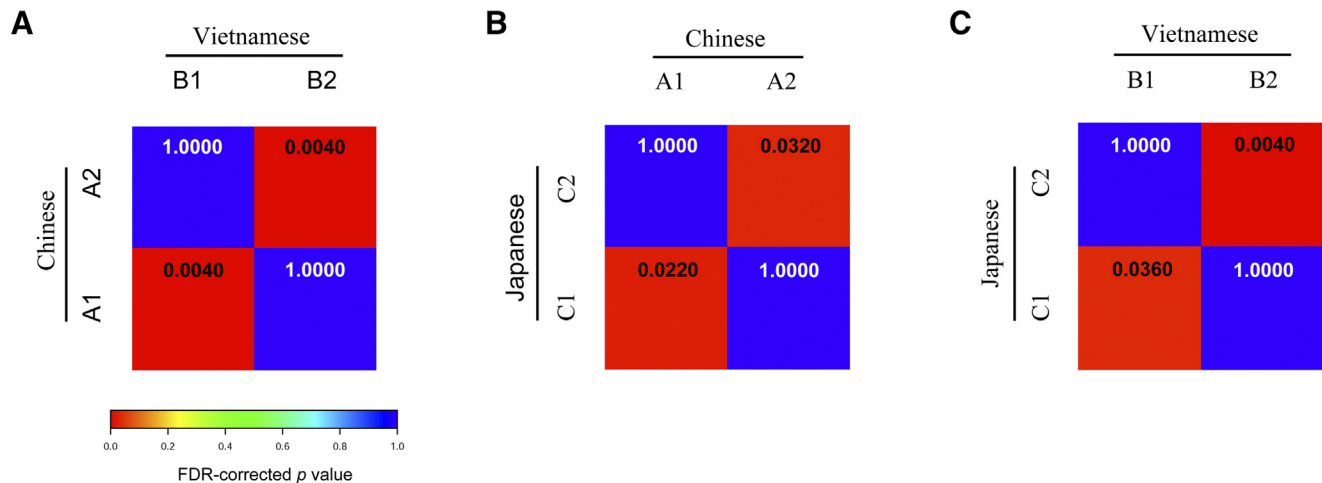 A
Vietnamese
B1 B2
Chinese
A2
A1
1.0000 0.0040
0.0040 1.0000
0.0 0.2 0.4 0.6 0.8 1.0
FDR-corrected p value
B
Chinese
A1 A2
Japanese
C2
C1
1.0000 0.0320
0.0220 1.0000
C
Vietnamese
B1 B2
Japanese
C2
C1
1.0000 0.0040
0.0360 1.0000